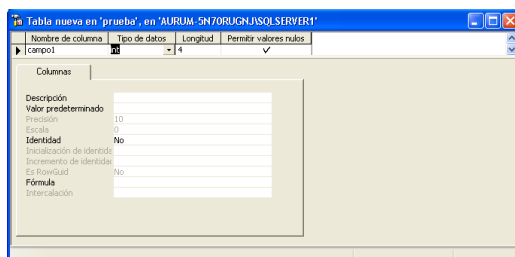 Tabla nueva en 'prueba', en 'AURUM-5N70RUGNJ\SQLSERVER1'
Nombre de columna Tipo de datos Longitud Permitir valores nulos
campo1 int 4
Columnas
Descripción
Valor predeterminado
Precisión 10
Escala 0
Identidad No
Inicialización de identida
Incremento de identidad
Es RowGuid No
Fórmula
Intercalación